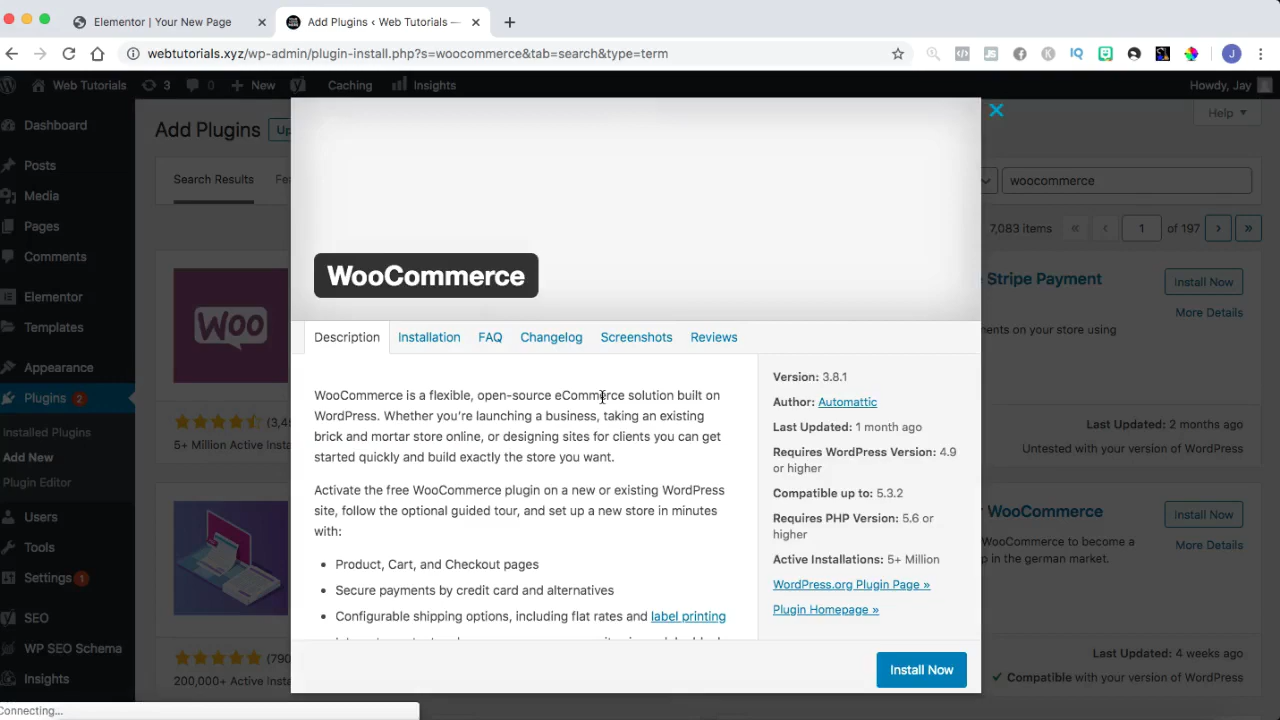 Elementor | Your New Page
Add Plugins ‹ Web Tutorials —
webtutorials.xyz/wp-admin/plugin-install.php?s=woocommerce&tab=search&type=term
Web Tutorials
3
0
New
Caching
Insights
Howdy, Jay
Dashboard
Posts
Media
Pages
Comments
Elementor
Templates
Appearance
Plugins 2
Installed Plugins
Add New
Plugin Editor
Users
Tools
Settings 1
SEO
WP SEO Schema
Insights
Add Plugins
Help
Search Results
woocommerce
7,083 items
«
‹
1
of 197
›
»
WOO
5+ Million Active
200,000+ Active
WooCommerce
Description
Installation
FAQ
Changelog
Screenshots
Reviews
WooCommerce is a flexible, open-source eCommerce solution built on
WordPress. Whether you're launching a business, taking an existing
brick and mortar store online, or designing sites for clients you can get
started quickly and build exactly the store you want.
Activate the free WooCommerce plugin on a new or existing WordPress
site, follow the optional guided tour, and set up a new store in minutes
with:
• Product, Cart, and Checkout pages
• Secure payments by credit card and alternatives
• Configurable shipping options, including flat rates and label printing
Version: 3.8.1
Author: Automattic
Last Updated: 1 month ago
Requires WordPress Version: 4.9
or higher
Compatible up to: 5.3.2
Requires PHP Version: 5.6 or
higher
Active Installations: 5+ Million
WordPress.org Plugin Page »
Plugin Homepage »
Install Now
Stripe Payment
Install Now
More Details
ments on your store using
Last Updated: 2 months ago
Untested with your version of WordPress
WooCommerce
Install Now
More Details
WooCommerce to become a
p in the german market.
Last Updated: 4 weeks ago
✓ Compatible with your version of WordPress
Connecting...